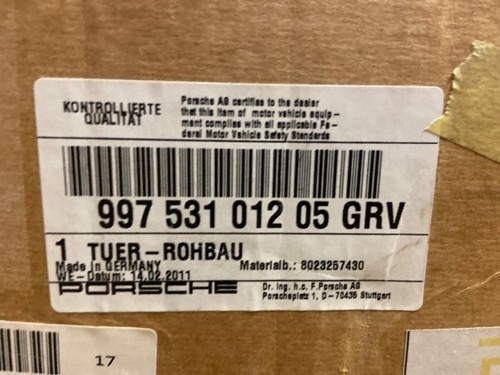 KONTROLLIERTE
QUALITÄT
Porsche AG certifies to the dealer
that this item of motor vehicle equip-
ment complies with all applicable Fe-
deral Motor Vehicle Safety Standards
997 531 012 05 GRV
1 TUER-ROHBAU
Made in GERMANY
Materialb.: 8023257430
WE-Datum: 14.02.2011
PORSCHE
Dr. ing. h.c. F.Porsche AG
Porscheplatz 1, D-70435 Stuttgart
17